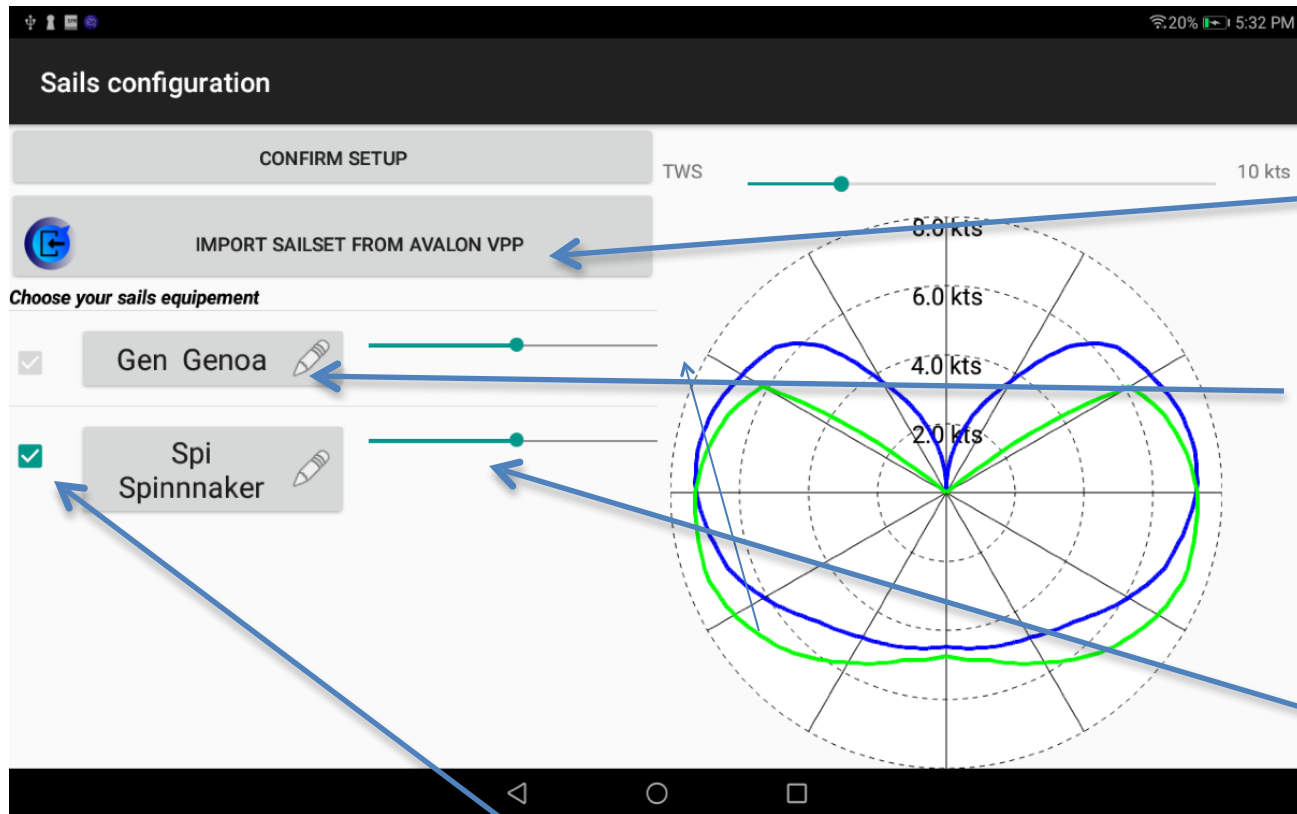 20% 5:32 PM
Sails configuration
CONFIRM SETUP
IMPORT SAILSET FROM AVALON VPP
Choose your sails equipement
Gen Genoa
Spi
Spinnnaker
TWS
10 kts
8.0 kts
6.0 kts
4.0 kts
2.0 kts